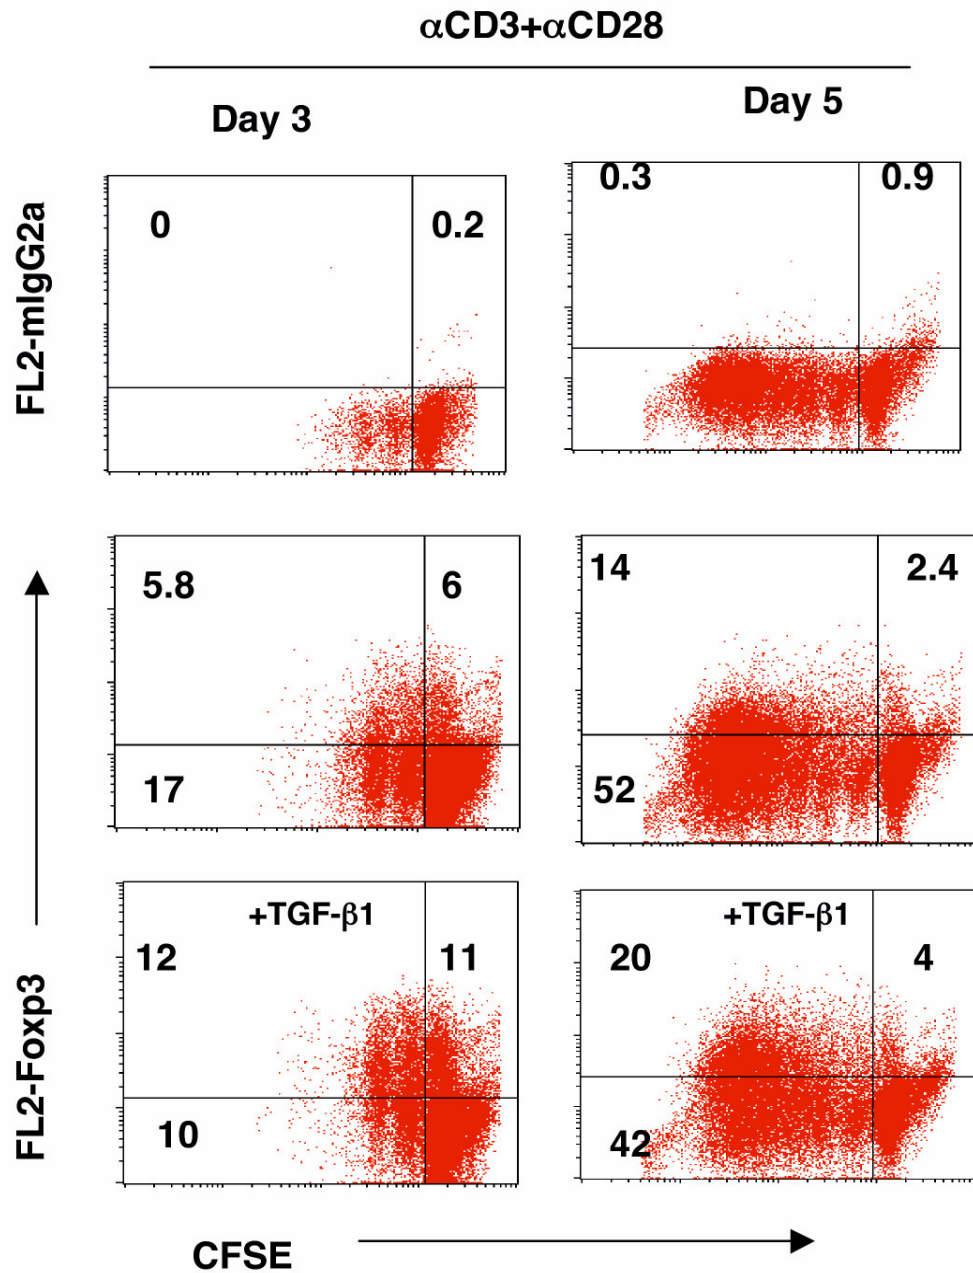 αCD3+αCD28
Day 3
Day 5
FL2-mIgG2a
0
0.2
0.3
0.9
5.8
6
17
14
2.4
52
FL2-Foxp3
+TGF-β1
12
11
10
+TGF-β1
20
4
42
CFSE